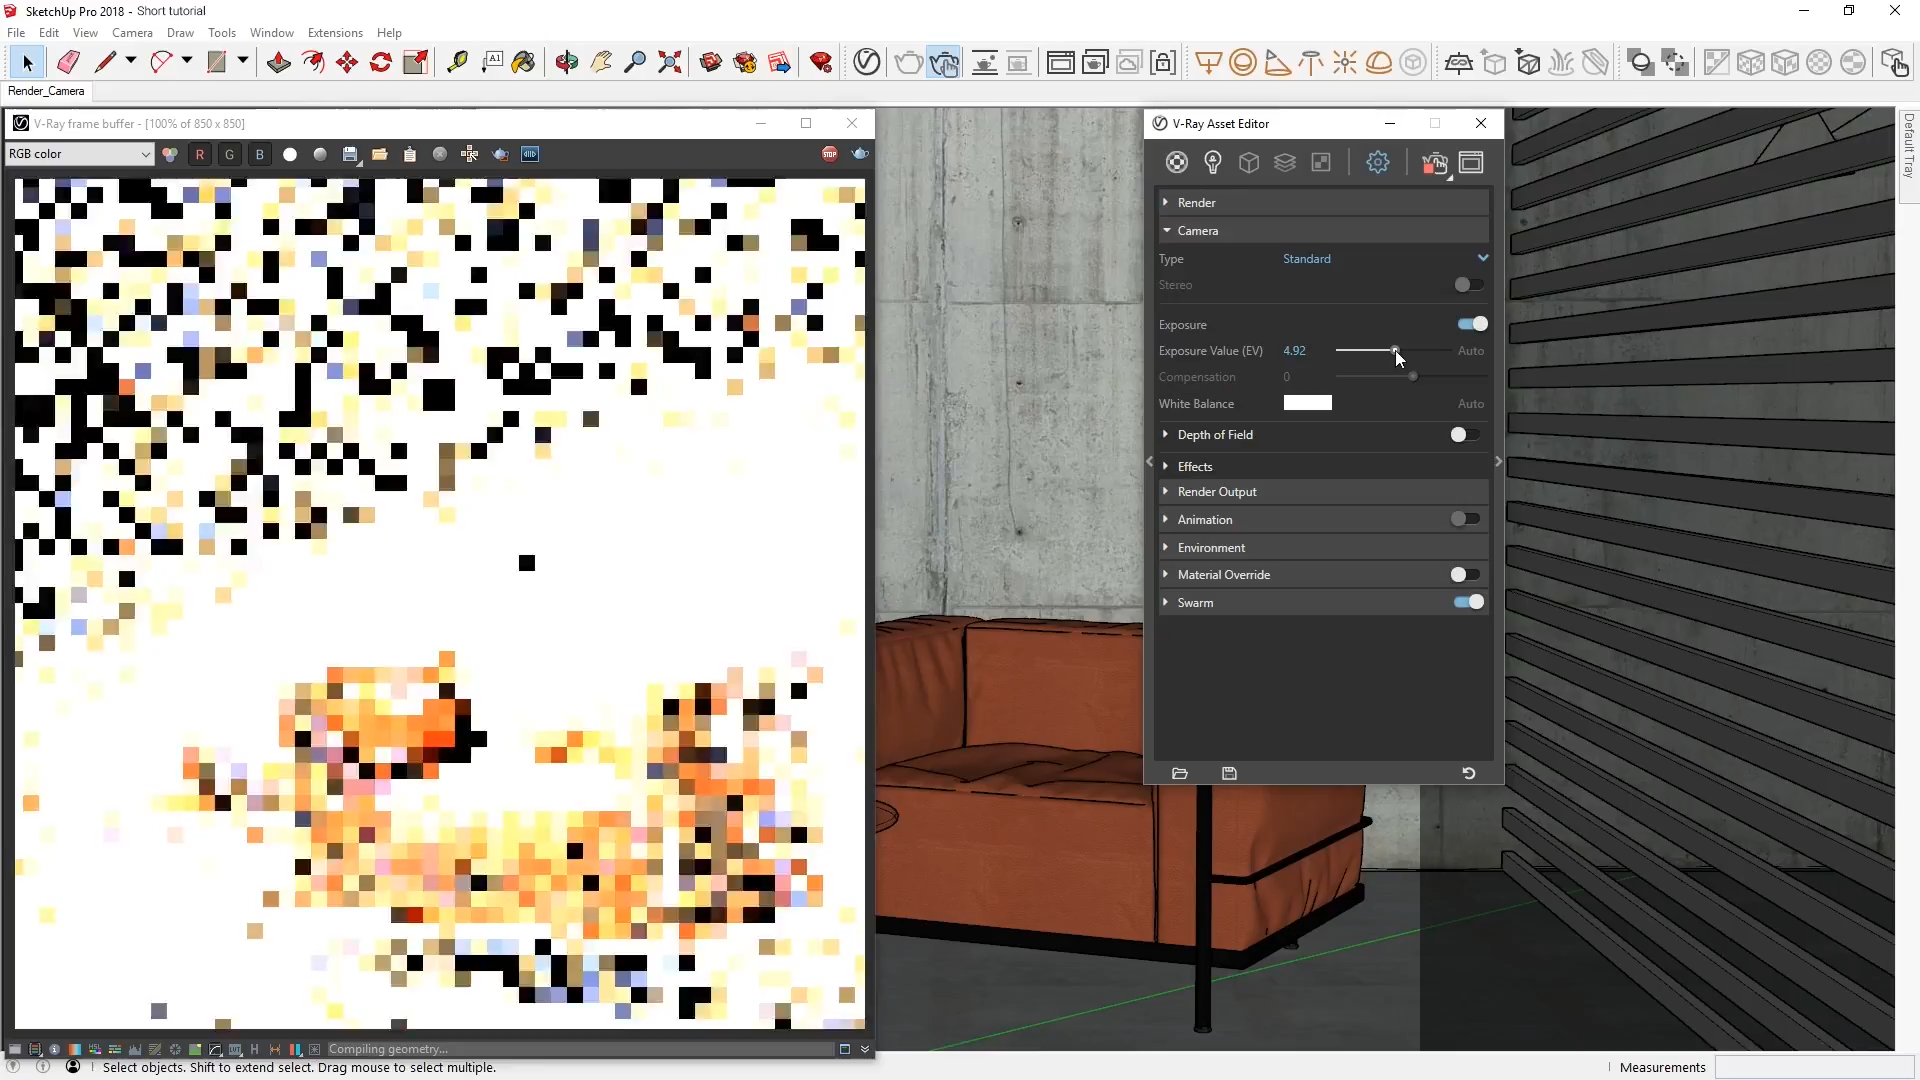 SketchUp Pro 2018 - Short tutorial
File Edit View Camera Draw Tools Window Extensions Help
A1
Render_Camera
V-Ray frame buffer - [100% of 850 x 850]
RGB color
R G B
STOP
V-Ray Asset Editor
Render
Camera
Type Standard
Stereo
Exposure
Exposure Value (EV) 4.92 Auto
Compensation 0
White Balance Auto
Depth of Field
Effects
Render Output
Animation
Environment
Material Override
Swarm
Default Tray
Compiling geometry...
Select objects. Shift to extend select. Drag mouse to select multiple.
Measurements